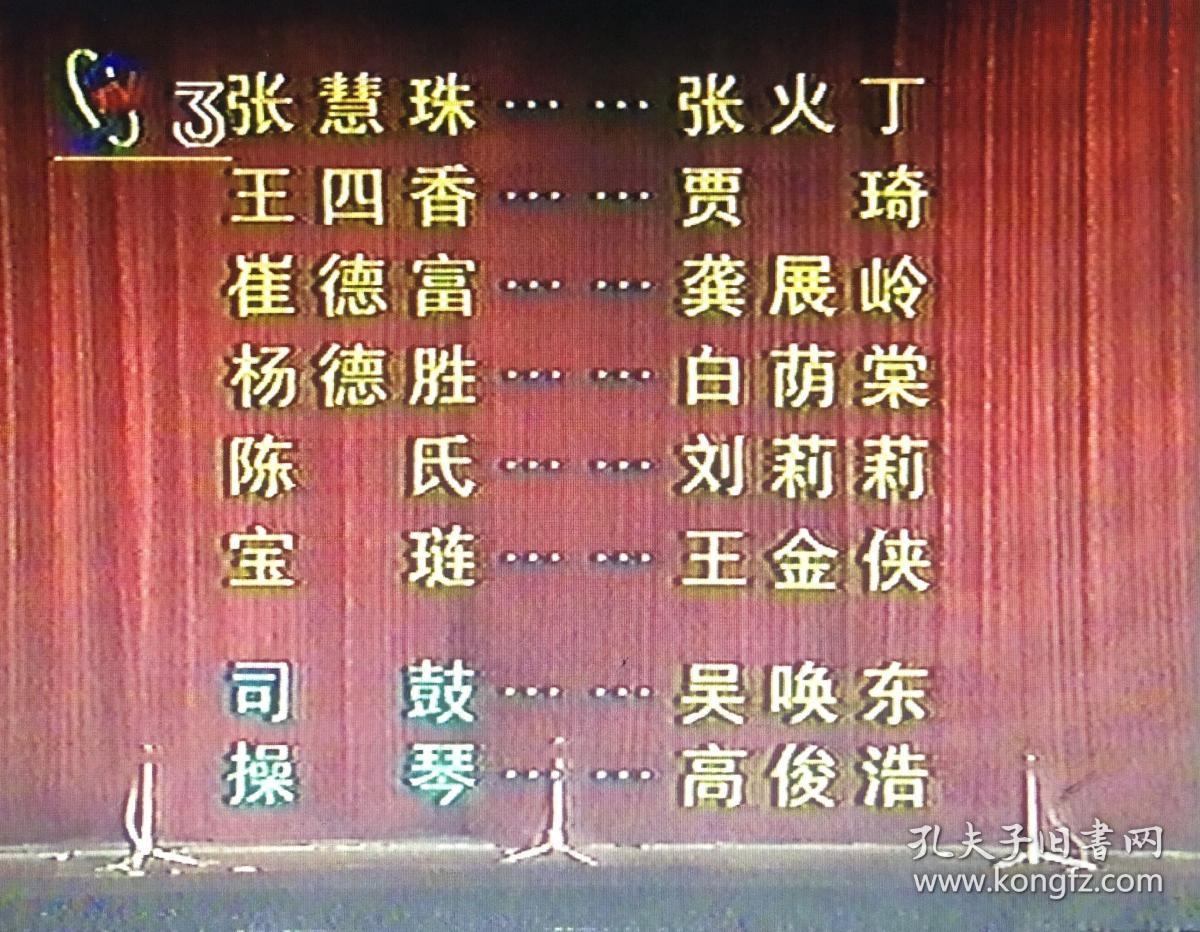 3
张慧珠……张火丁
王四香……贾琦
崔德富……龚展岭
杨德胜……白荫棠
陈氏……刘莉莉
宝琏……王金侠
司鼓……吴唤东
操琴……高俊浩
孔夫子旧书网
www.kongfz.com